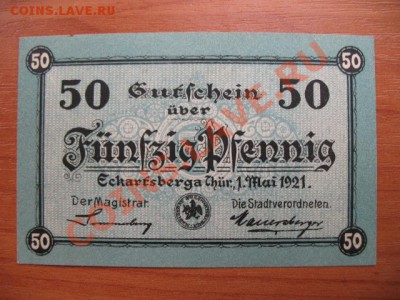 COINS.LAVE.RU
50 50
50 Gutschein 50
über
Fünfzig Pfennig
Eckartsberga Thür., 1. Mai 1921.
Der Magistrat. Die Stadtverordneten.
50 50
COINS.LAVE.RU